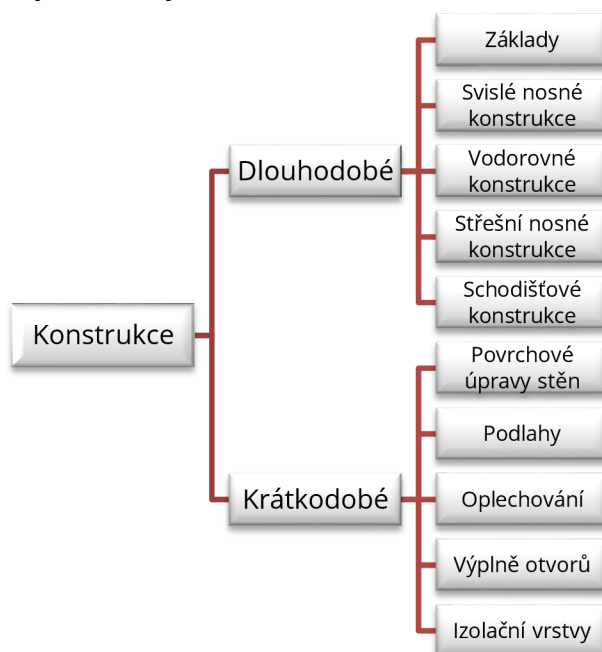 Konstrukce
Dlouhodobé
Základy
Svislé nosné
konstrukce
Vodorovné
konstrukce
Střešní nosné
konstrukce
Schodišťové
konstrukce
Krátkodobé
Povrchové
úpravy stěn
Podlahy
Oplechování
Výplně otvorů
Izolační vrstvy